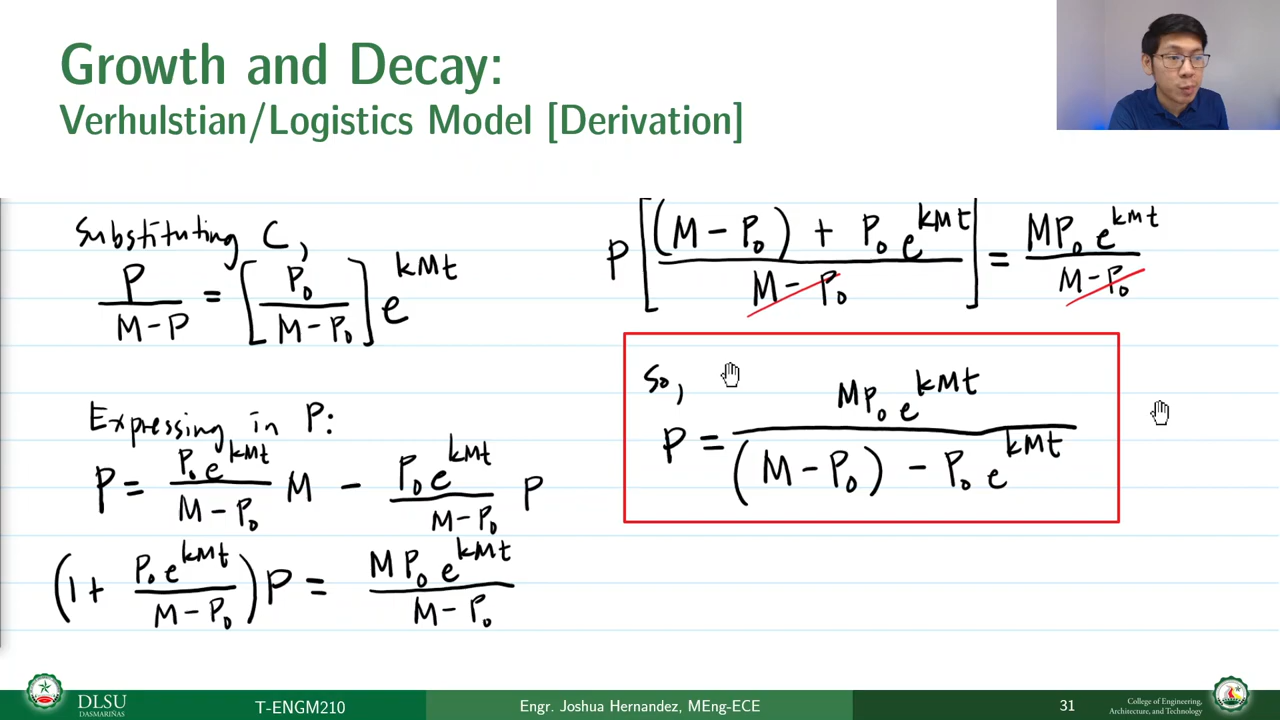 Growth and Decay:
Verhulstian/Logistics Model [Derivation]
Substituting C,
P/(M-P) = [P₀/(M-P₀)] e^(kMt)
Expressing in P:
P = (P₀e^(kMt)/(M-P₀)) M - (P₀e^(kMt)/(M-P₀)) P
(1 + P₀e^(kMt)/(M-P₀)) P = MP₀e^(kMt)/(M-P₀)
P [((M-P₀) + P₀e^(kMt))/(M-P₀)] = MP₀e^(kMt)/(M-P₀)
So,
P = MP₀e^(kMt)/((M-P₀) - P₀e^(kMt))
DLSU
DASMARIÑAS
T-ENGM210
Engr. Joshua Hernandez, MEng-ECE
31
College of Engineering,
Architecture, and Technology